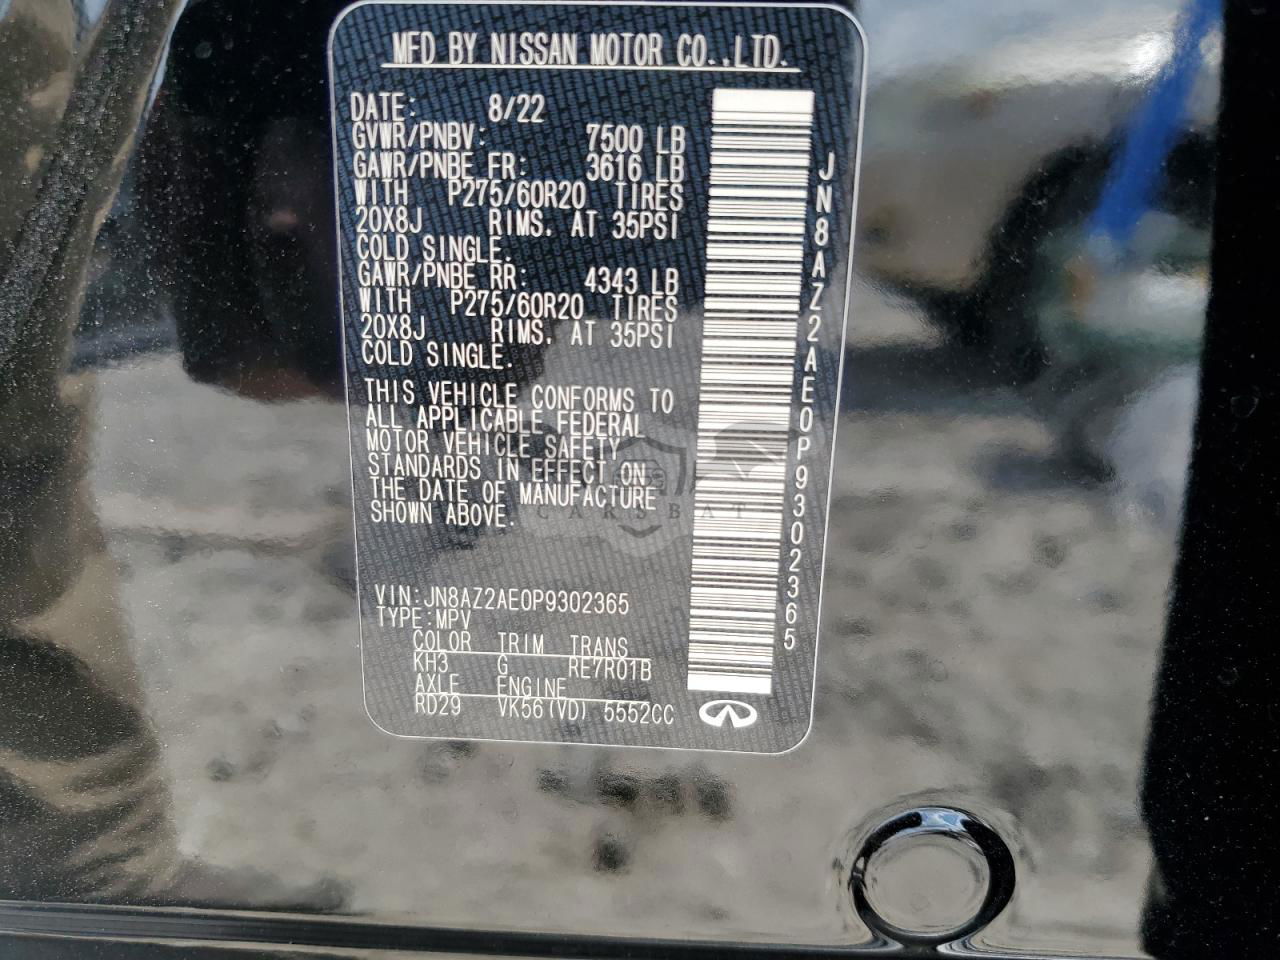 MFD BY NISSAN MOTOR CO.,LTD.
DATE: 8/22
GVWR/PNBV: 7500 LB
GAWR/PNBE FR: 3616 LB
WITH P275/60R20 TIRES
20X8J RIMS. AT 35PSI
COLD SINGLE.
GAWR/PNBE RR: 4343 LB
WITH P275/60R20 TIRES
20X8J RIMS. AT 35PSI
COLD SINGLE.
THIS VEHICLE CONFORMS TO
ALL APPLICABLE FEDERAL
MOTOR VEHICLE SAFETY
STANDARDS IN EFFECT ON
THE DATE OF MANUFACTURE
SHOWN ABOVE.
CARSBAT
VIN:JN8AZ2AE0P9302365
TYPE:MPV
COLOR TRIM TRANS
KH3 G RE7R01B
AXLE ENGINE
RD29 VK56(VD) 5552CC
JN8AZ2AE0P9302365